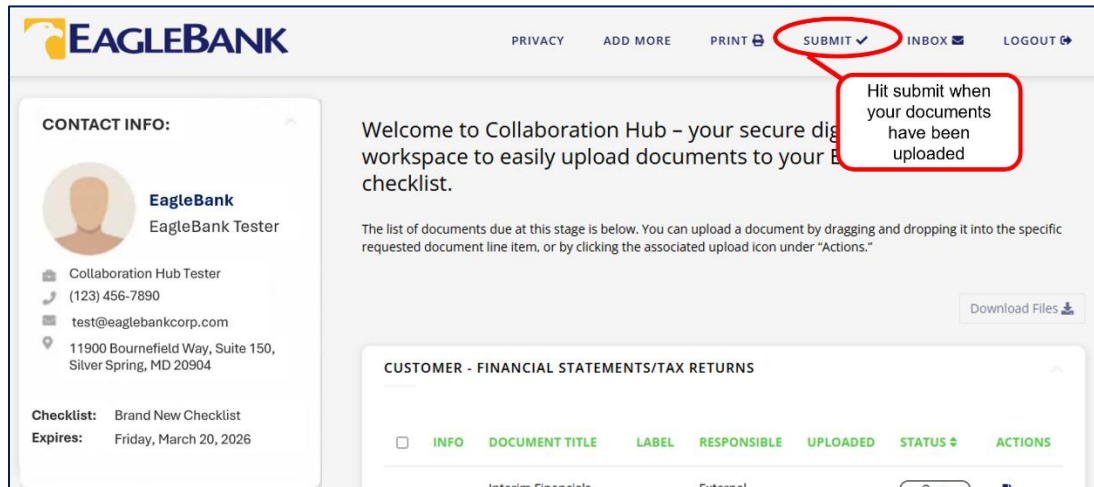 EAGLEBANK
PRIVACY ADD MORE PRINT SUBMIT INBOX LOGOUT
Hit submit when
your documents
have been
uploaded
CONTACT INFO:
EagleBank
EagleBank Tester
Collaboration Hub Tester
(123) 456-7890
test@eaglebankcorp.com
11900 Bournefield Way, Suite 150,
Silver Spring, MD 20904
Checklist: Brand New Checklist
Expires: Friday, March 20, 2026
Welcome to Collaboration Hub – your secure
workspace to easily upload documents to your
checklist.
The list of documents due at this stage is below. You can upload a document by dragging and dropping it into the specific
requested document line item, or by clicking the associated upload icon under “Actions.”
Download Files
CUSTOMER - FINANCIAL STATEMENTS/TAX RETURNS
INFO DOCUMENT TITLE LABEL RESPONSIBLE UPLOADED STATUS ACTIONS
Interim Financials External